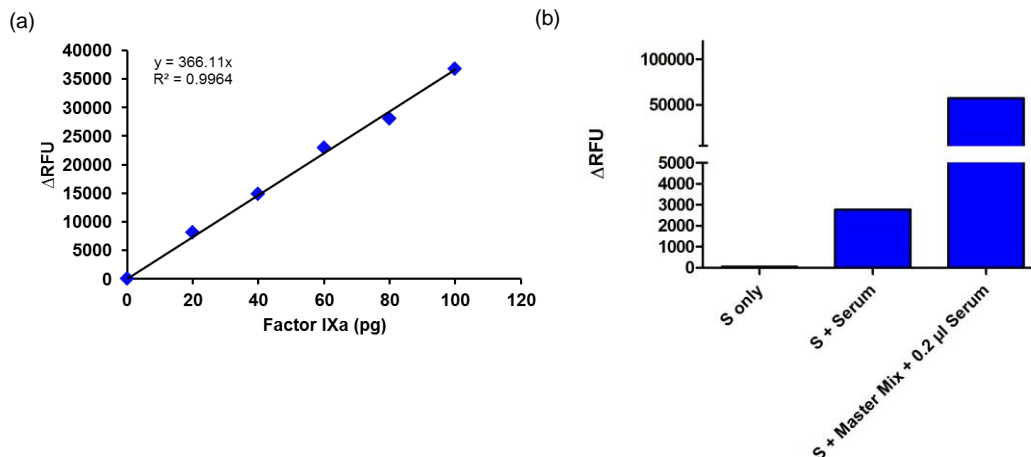 (a)
y = 366.11x
R² = 0.9964
40000
35000
30000
25000
20000
15000
10000
5000
0
ΔRFU
0 20 40 60 80 100 120
Factor IXa (pg)
(b)
100000
50000
5000
4000
3000
2000
1000
0
ΔRFU
S only
S + Serum
S + Master Mix + 0.2 µl Serum